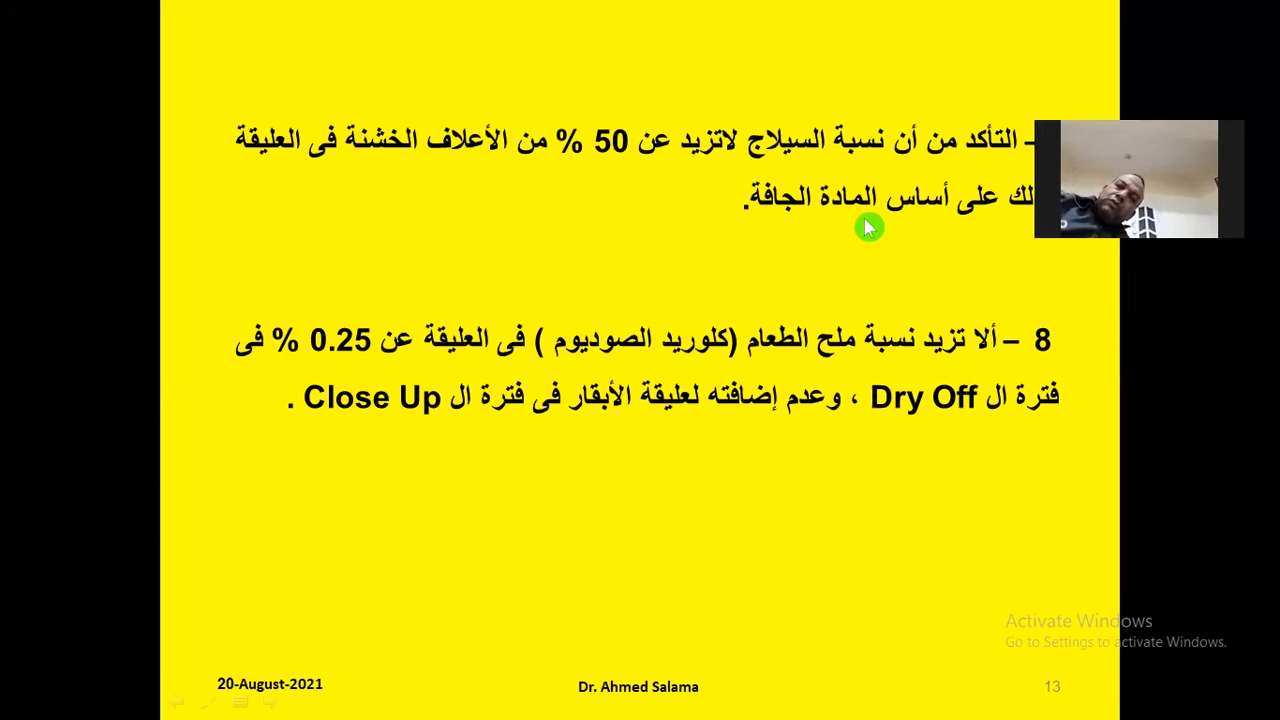 – التأكد من أن نسبة السيلاج لاتزيد عن 50 % من الأعلاف الخشنة فى العليقة
على أساس المادة الجافة.
8 – ألا تزيد نسبة ملح الطعام (كلوريد الصوديوم ) فى العليقة عن 0.25 % فى
فترة ال Dry Off ، وعدم إضافته لعليقة الأبقار فى فترة ال Close Up .
Activate Windows
Go to Settings to activate Windows.
20-August-2021
Dr. Ahmed Salama
13